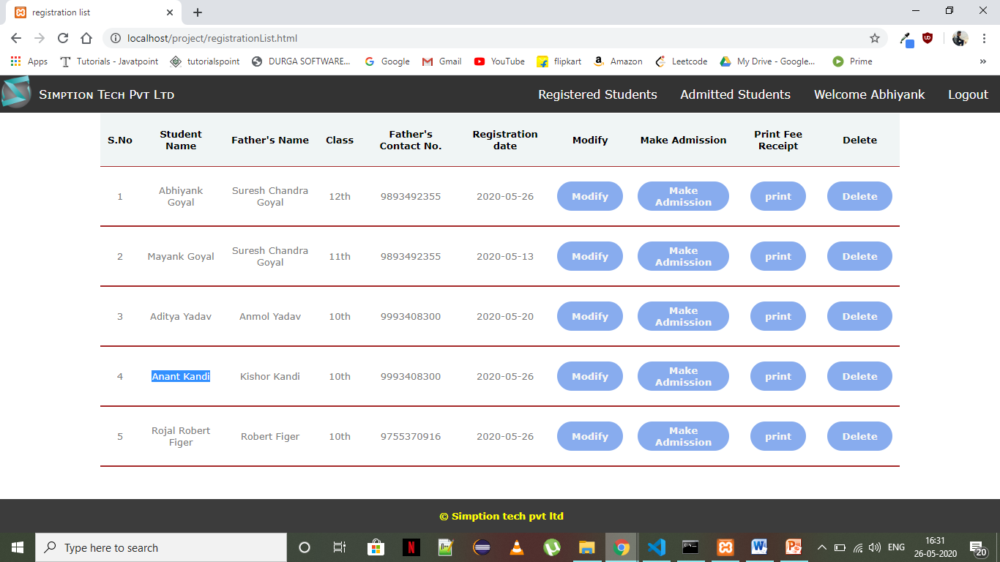 registration list
localhost/project/registrationList.html
Apps Tutorials - Javatpoint tutorialspoint DURGA SOFTWARE... Google Gmail YouTube flipkart Amazon Leetcode My Drive - Google... Prime »
Simption Tech Pvt Ltd Registered Students Admitted Students Welcome Abhiyank Logout
S.No Student Name Father's Name Class Father's Contact No. Registration date Modify Make Admission Print Fee Receipt Delete
1 Abhiyank Goyal Suresh Chandra Goyal 12th 9893492355 2020-05-26 Modify Make Admission print Delete
2 Mayank Goyal Suresh Chandra Goyal 11th 9893492355 2020-05-13 Modify Make Admission print Delete
3 Aditya Yadav Anmol Yadav 10th 9993408300 2020-05-20 Modify Make Admission print Delete
4 Anant Kandi Kishor Kandi 10th 9993408300 2020-05-26 Modify Make Admission print Delete
5 Rojal Robert Figer Robert Figer 10th 9755370916 2020-05-26 Modify Make Admission print Delete
© Simption tech pvt ltd
Type here to search
ENG
16:31
26-05-2020
20